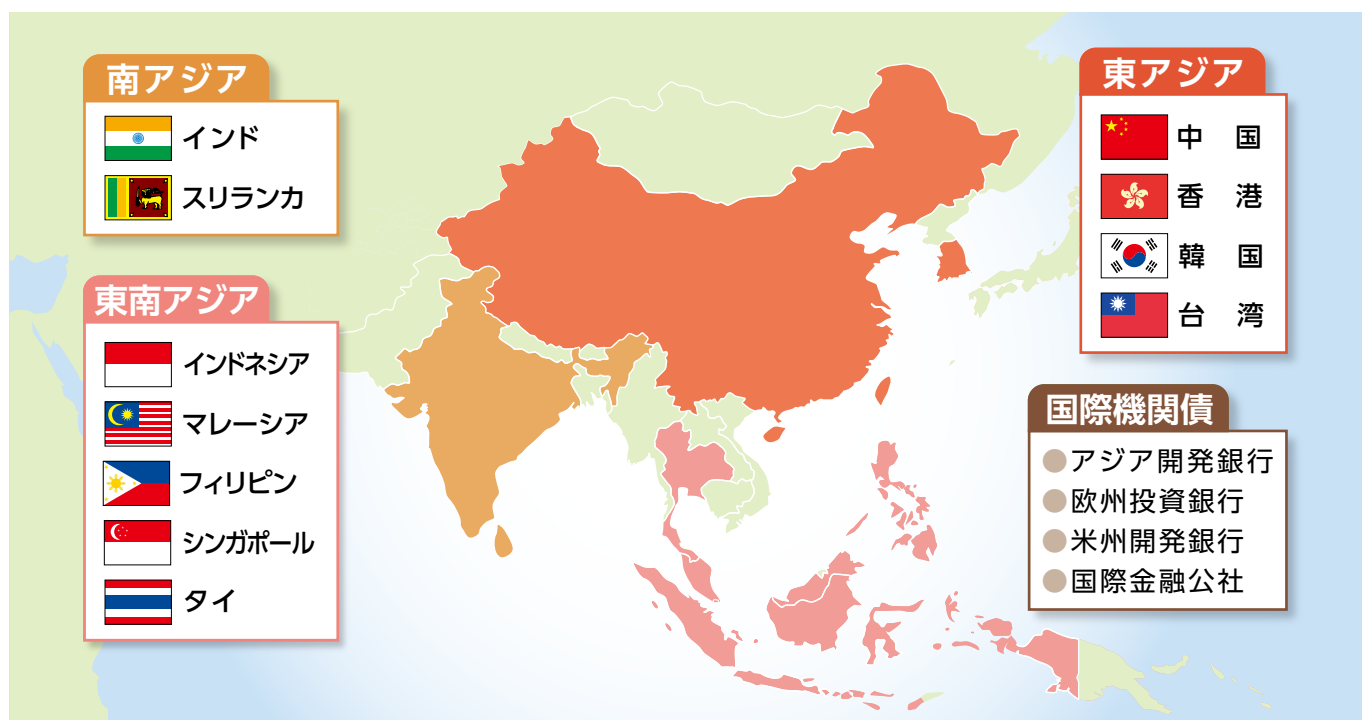 南アジア
インド
スリランカ
東南アジア
インドネシア
マレーシア
フィリピン
シンガポール
タイ
東アジア
中　国
香　港
韓　国
台　湾
国際機関債
●アジア開発銀行
●欧州投資銀行
●米州開発銀行
●国際金融公社